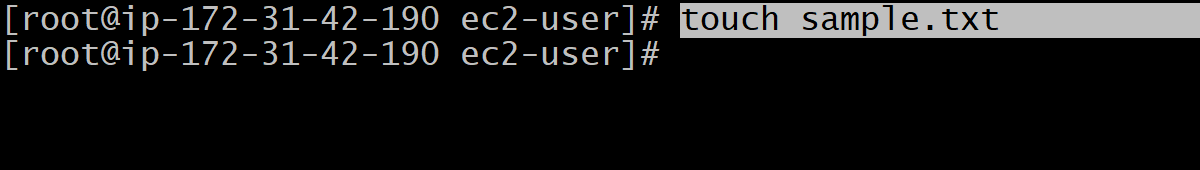 [root@ip-172-31-42-190 ec2-user]# touch sample.txt
[root@ip-172-31-42-190 ec2-user]#